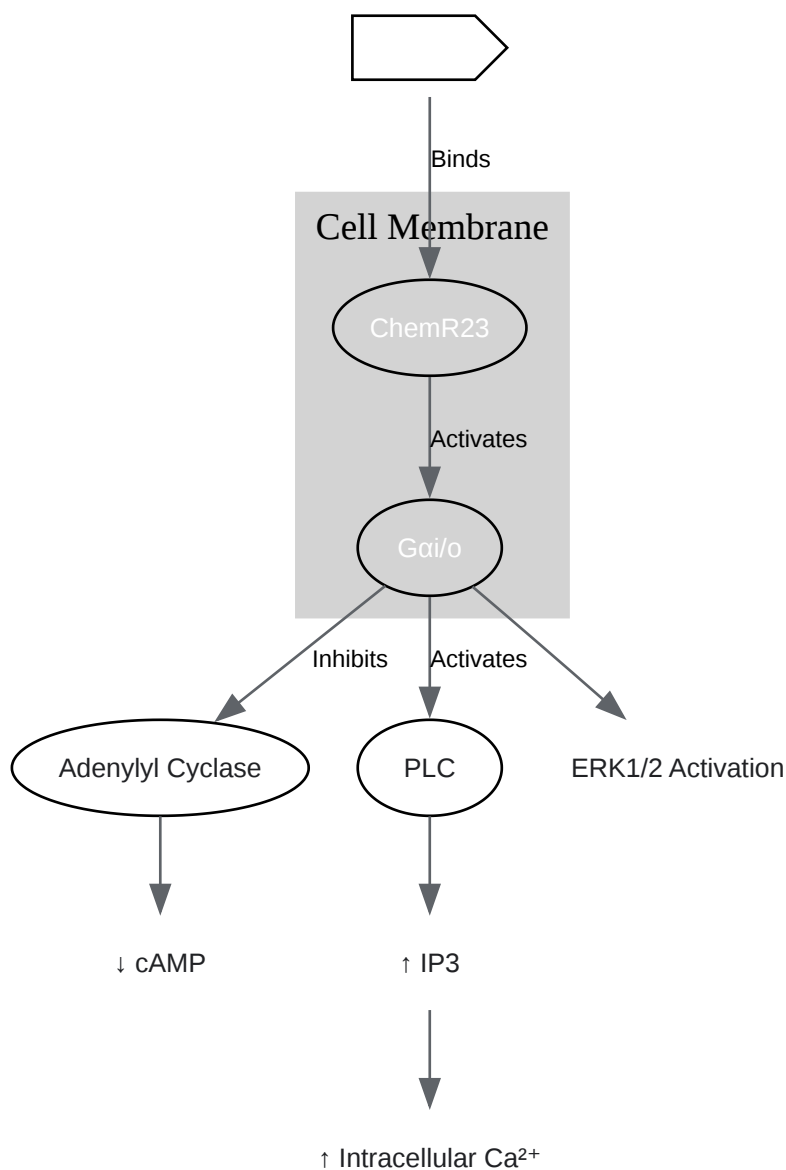 Binds
Cell Membrane
ChemR23
Activates
Gαi/o
Inhibits
Activates
Adenylyl Cyclase
PLC
ERK1/2 Activation
↓ cAMP
↑ IP3
↑ Intracellular Ca²⁺